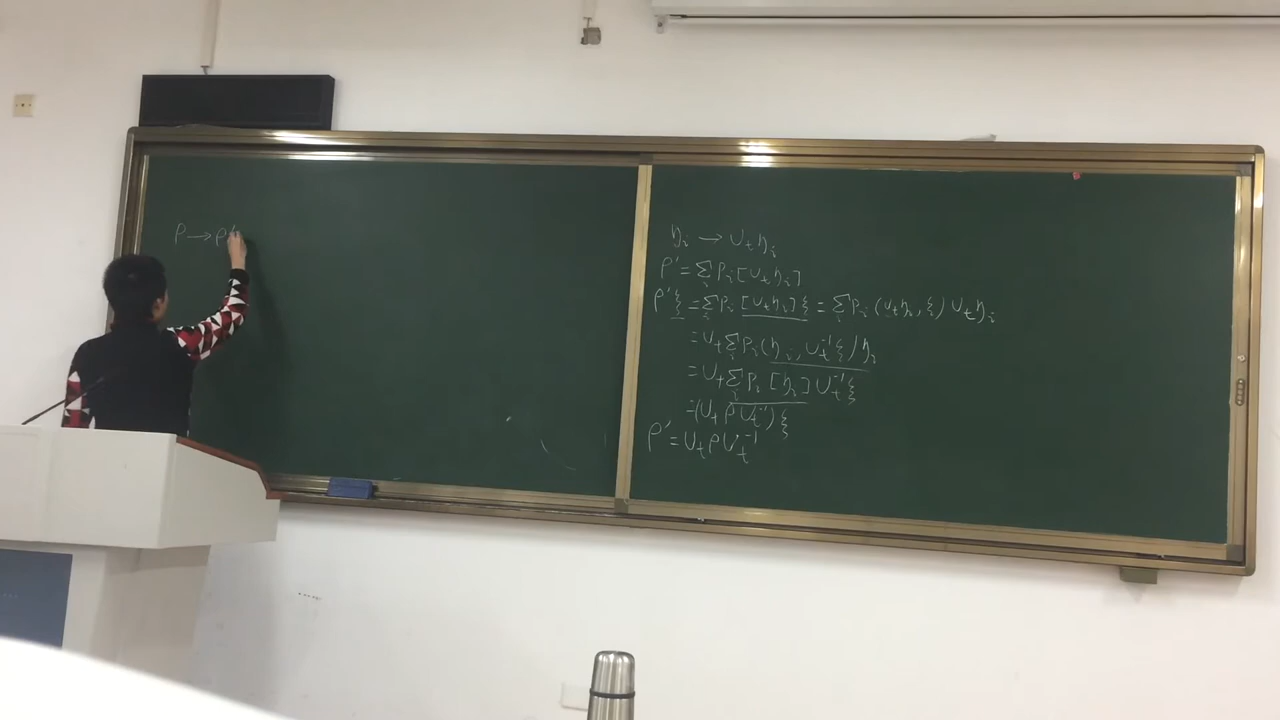 ρ → ρ
η_i → U_t η_i
ρ' = Σ_i P_i [U_t η_i]
ρ' ξ = Σ_i P_i [U_t η_i] ξ = Σ_i P_i (U_t η_i, ξ) U_t η_i
= U_t Σ_i P_i (η_i, U_t^{-1} ξ) η_i
= U_t Σ_i P_i [η_i] U_t^{-1} ξ
= (U_t ρ U_t^{-1}) ξ
ρ' = U_t ρ U_t^{-1}